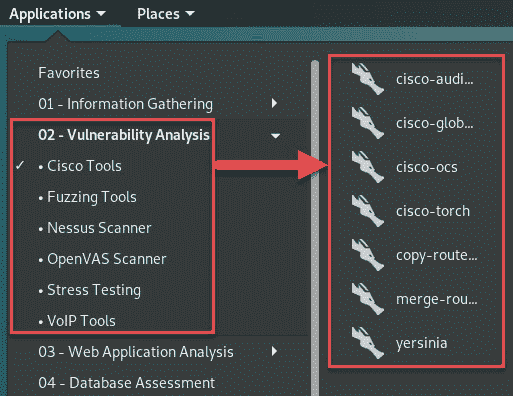 Applications Places
Favorites
01 - Information Gathering
02 - Vulnerability Analysis
✓ • Cisco Tools
• Fuzzing Tools
• Nessus Scanner
• OpenVAS Scanner
• Stress Testing
• VoIP Tools
03 - Web Application Analysis
04 - Database Assessment
cisco-audi...
cisco-glob...
cisco-ocs
cisco-torch
copy-route...
merge-rou...
yersinia